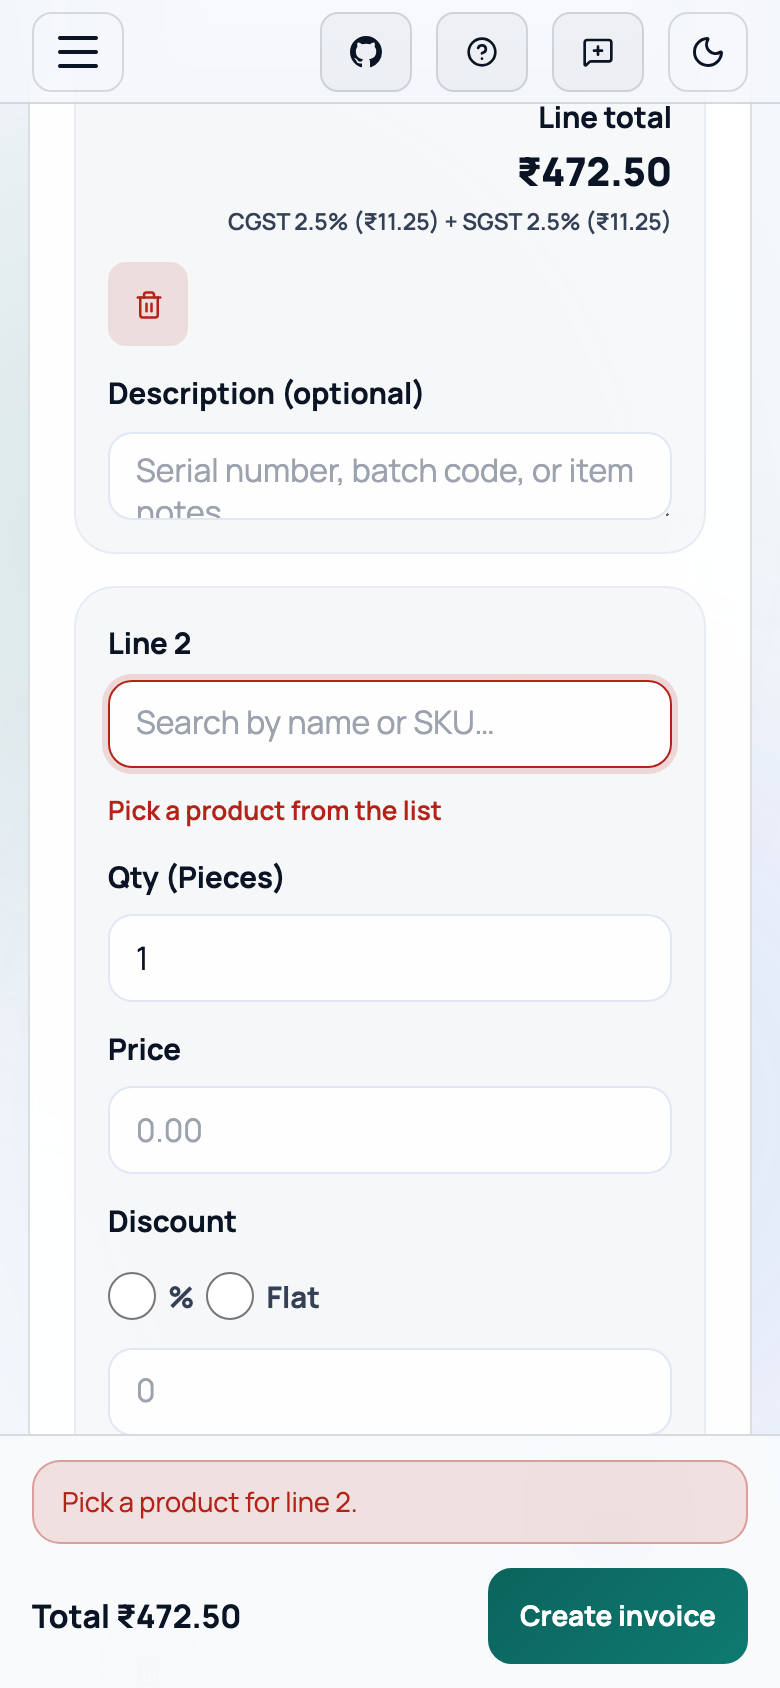 Line total
₹472.50
CGST 2.5% (₹11.25) + SGST 2.5% (₹11.25)
Description (optional)
Serial number, batch code, or item
notes
Line 2
Search by name or SKU...
Pick a product from the list
Qty (Pieces)
1
Price
0.00
Discount
% Flat
0
Pick a product for line 2.
Total ₹472.50
Create invoice